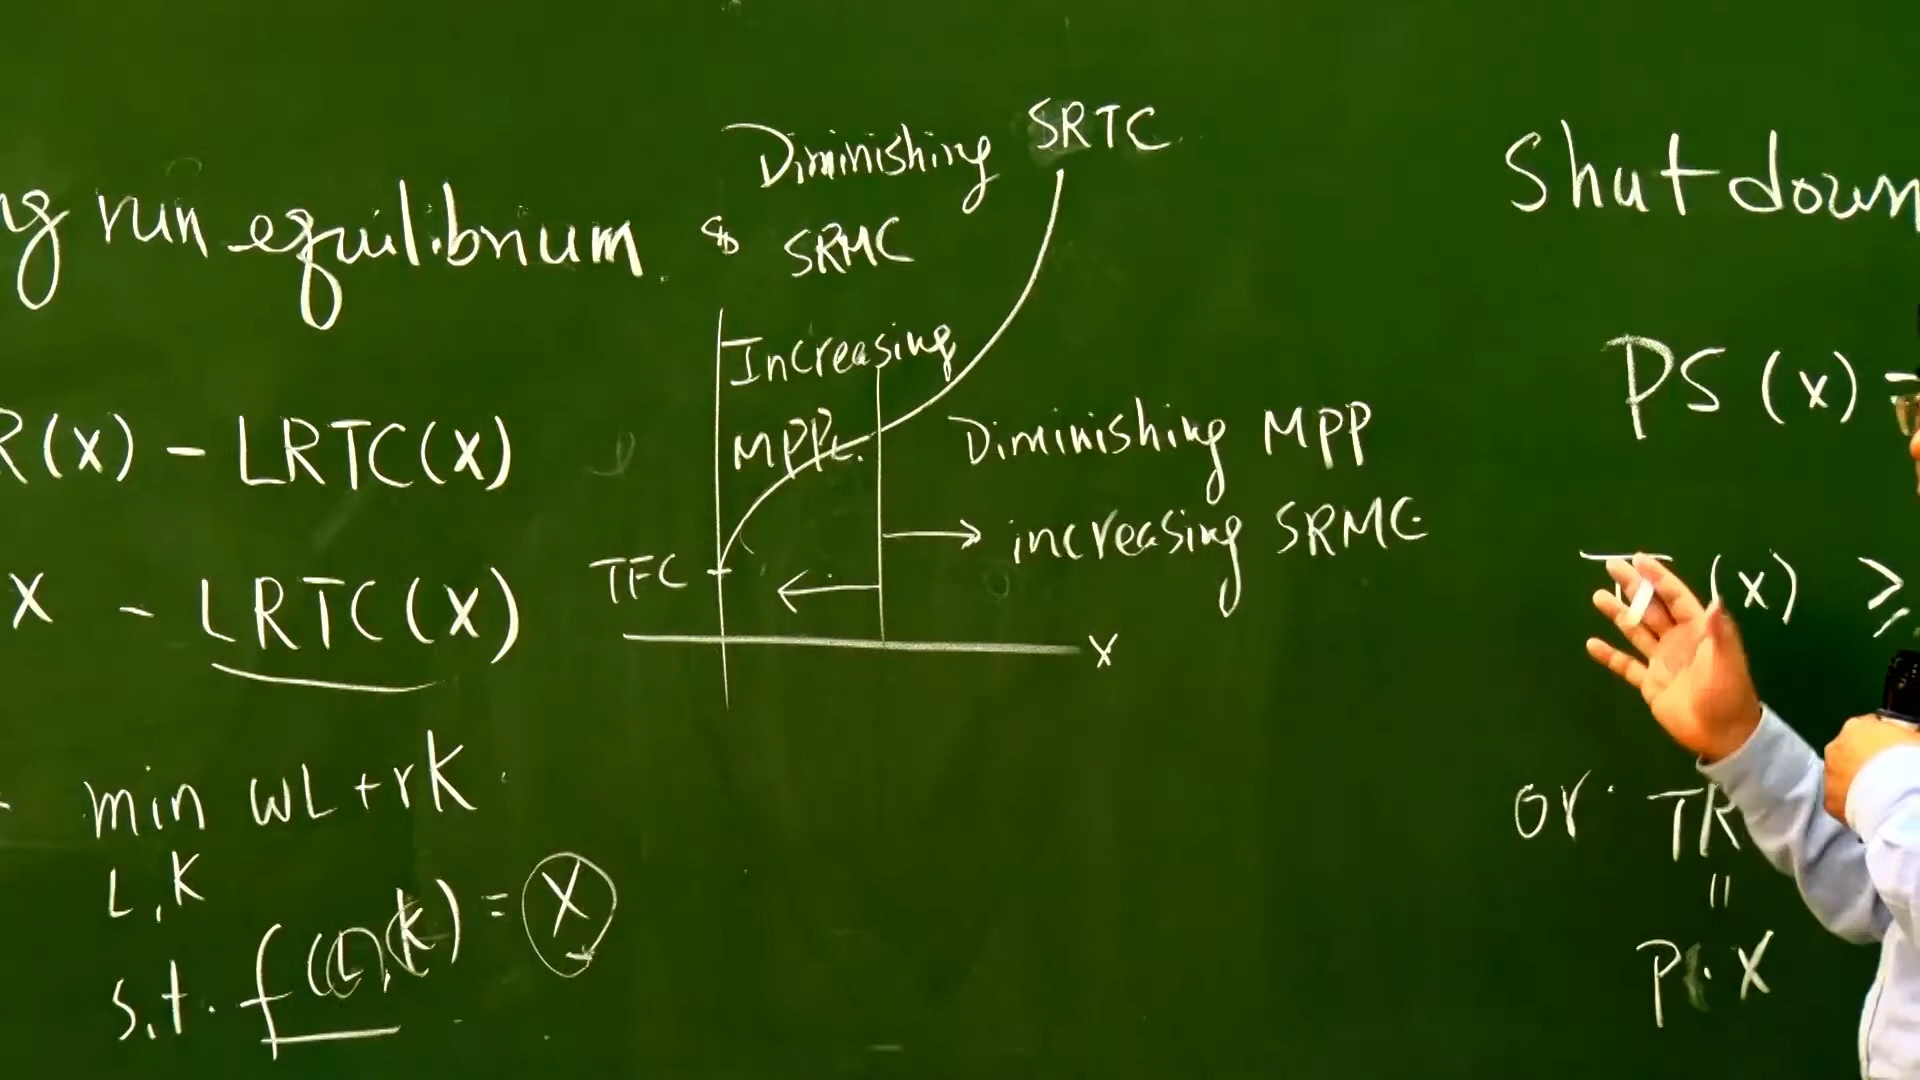 run equilibrium.
R(x) - LRTC(x)
x - LRTC(x)
min wL+rK
L,K
s.t. f(L,K) = x
Diminishing
SRMC
&
SRTC
Increasing
MPPL
TFC
x
Diminishing MPP
increasing SRMC
Shutdown
PS(x) =
(x) ≥
or. TR
=
P·x